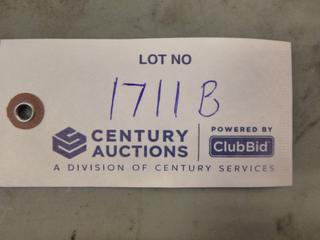 LOT NO
1711 B
CENTURY AUCTIONS POWERED BY ClubBid
A DIVISION OF CENTURY SERVICES